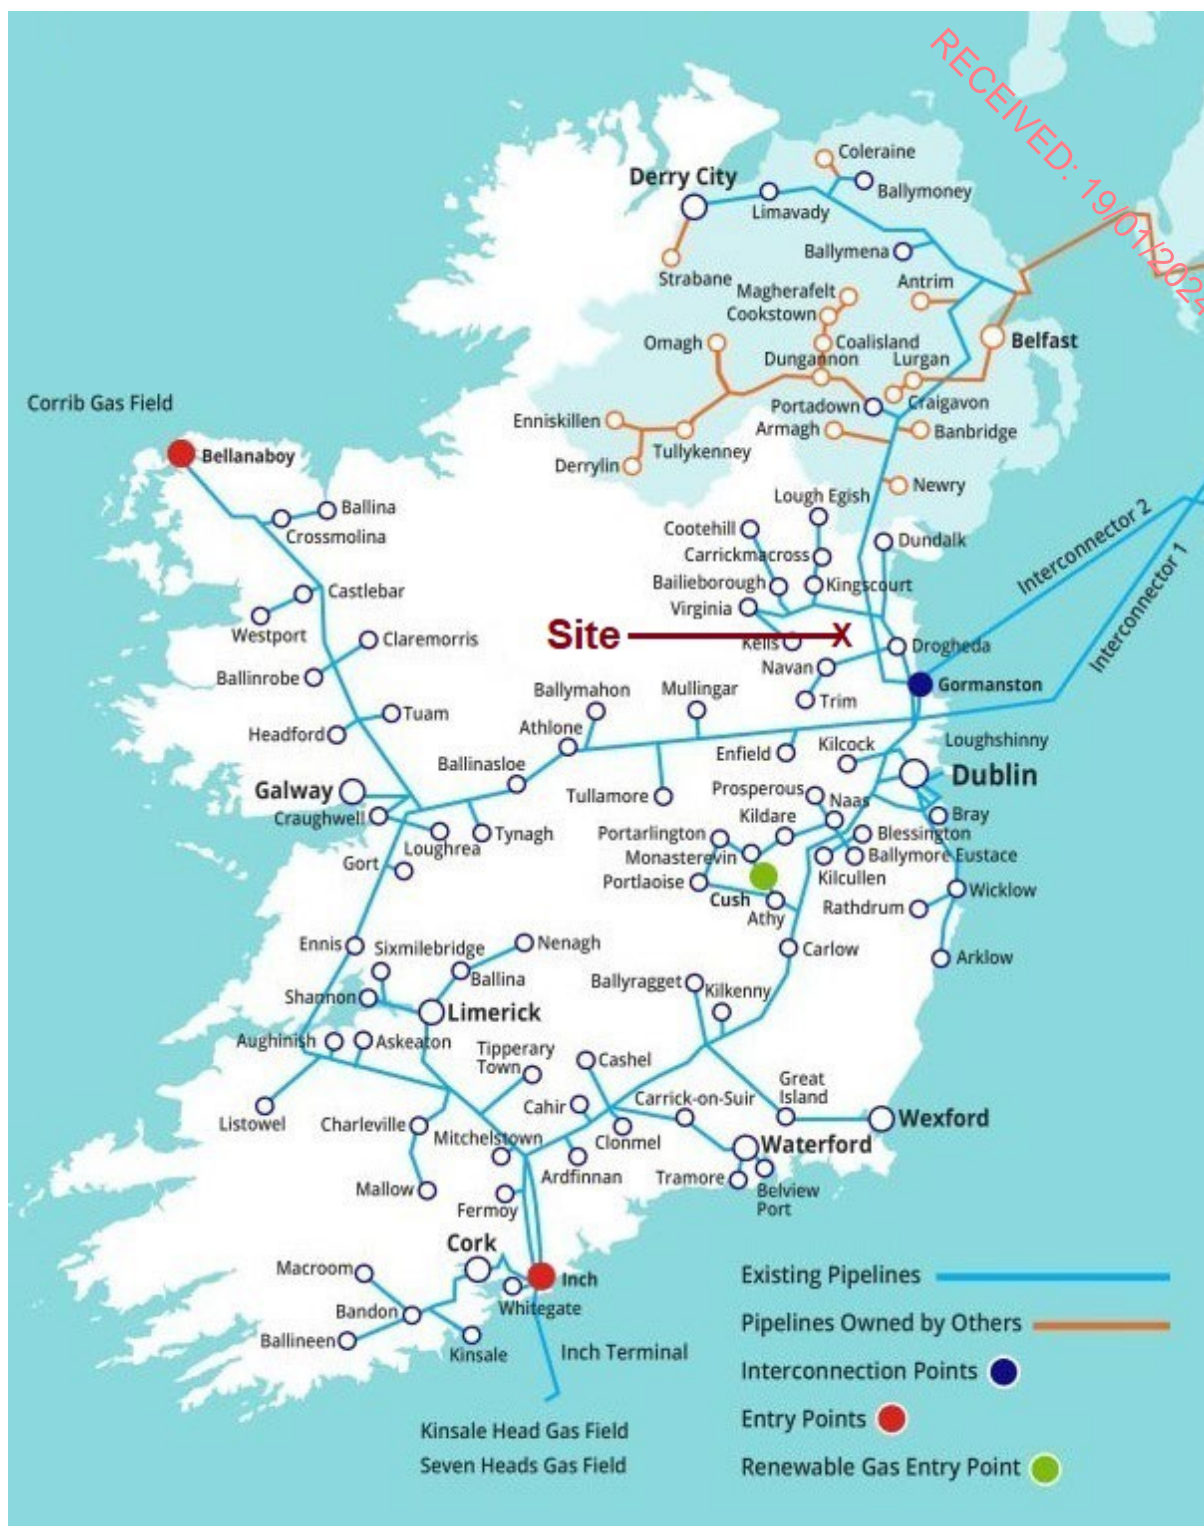 RECEIVED: 19/01/2024
Coleraine
Derry City
Ballymoney
Limavady
Ballymena
Strabane
Antrim
Magherafelt
Cookstown
Omagh
Coalisland
Belfast
Dungannon
Lurgan
Corrib Gas Field
Craigavon
Portadown
Enniskillen
Armagh
Banbridge
Tullykenney
Bellanaboy
Derrylin
Newry
Lough Egish
Ballina
Cootehill
Crossmolina
Dundalk
Interconnector 2
Carrickmacross
Interconnector 1
Bailieborough
Kingscourt
Castlebar
Virginia
Westport
Site
X
Claremorris
Kells
Drogheda
Navan
Ballinrobe
Gormanston
Ballymahon
Mullingar
Trim
Tuam
Athlone
Headford
Kilcock
Loughshinny
Enfield
Ballinasloe
Dublin
Galway
Prosperous
Tullamore
Naas
Craughwell
Kildare
Bray
Tynagh
Portarlington
Blessington
Loughrea
Monasterevin
Ballymore Eustace
Gort
Kilcullen
Portlaoise
Wicklow
Cush
Rathdrum
Athy
Ennis
Sixmilebridge
Nenagh
Carlow
Arklow
Ballina
Ballyragget
Kilkenny
Shannon
Limerick
Aughinish
Askeaton
Tipperary
Town
Cashel
Great
Island
Carrick-on-Suir
Cahir
Listowel
Charleville
Wexford
Mitchelstown
Clonmel
Waterford
Ardfinnan
Tramore
Mallow
Belview
Port
Fermoy
Cork
Macroom
Inch
Whitegate
Bandon
Ballineen
Kinsale
Inch Terminal
Kinsale Head Gas Field
Seven Heads Gas Field
Existing Pipelines
Pipelines Owned by Others
Interconnection Points
Entry Points
Renewable Gas Entry Point